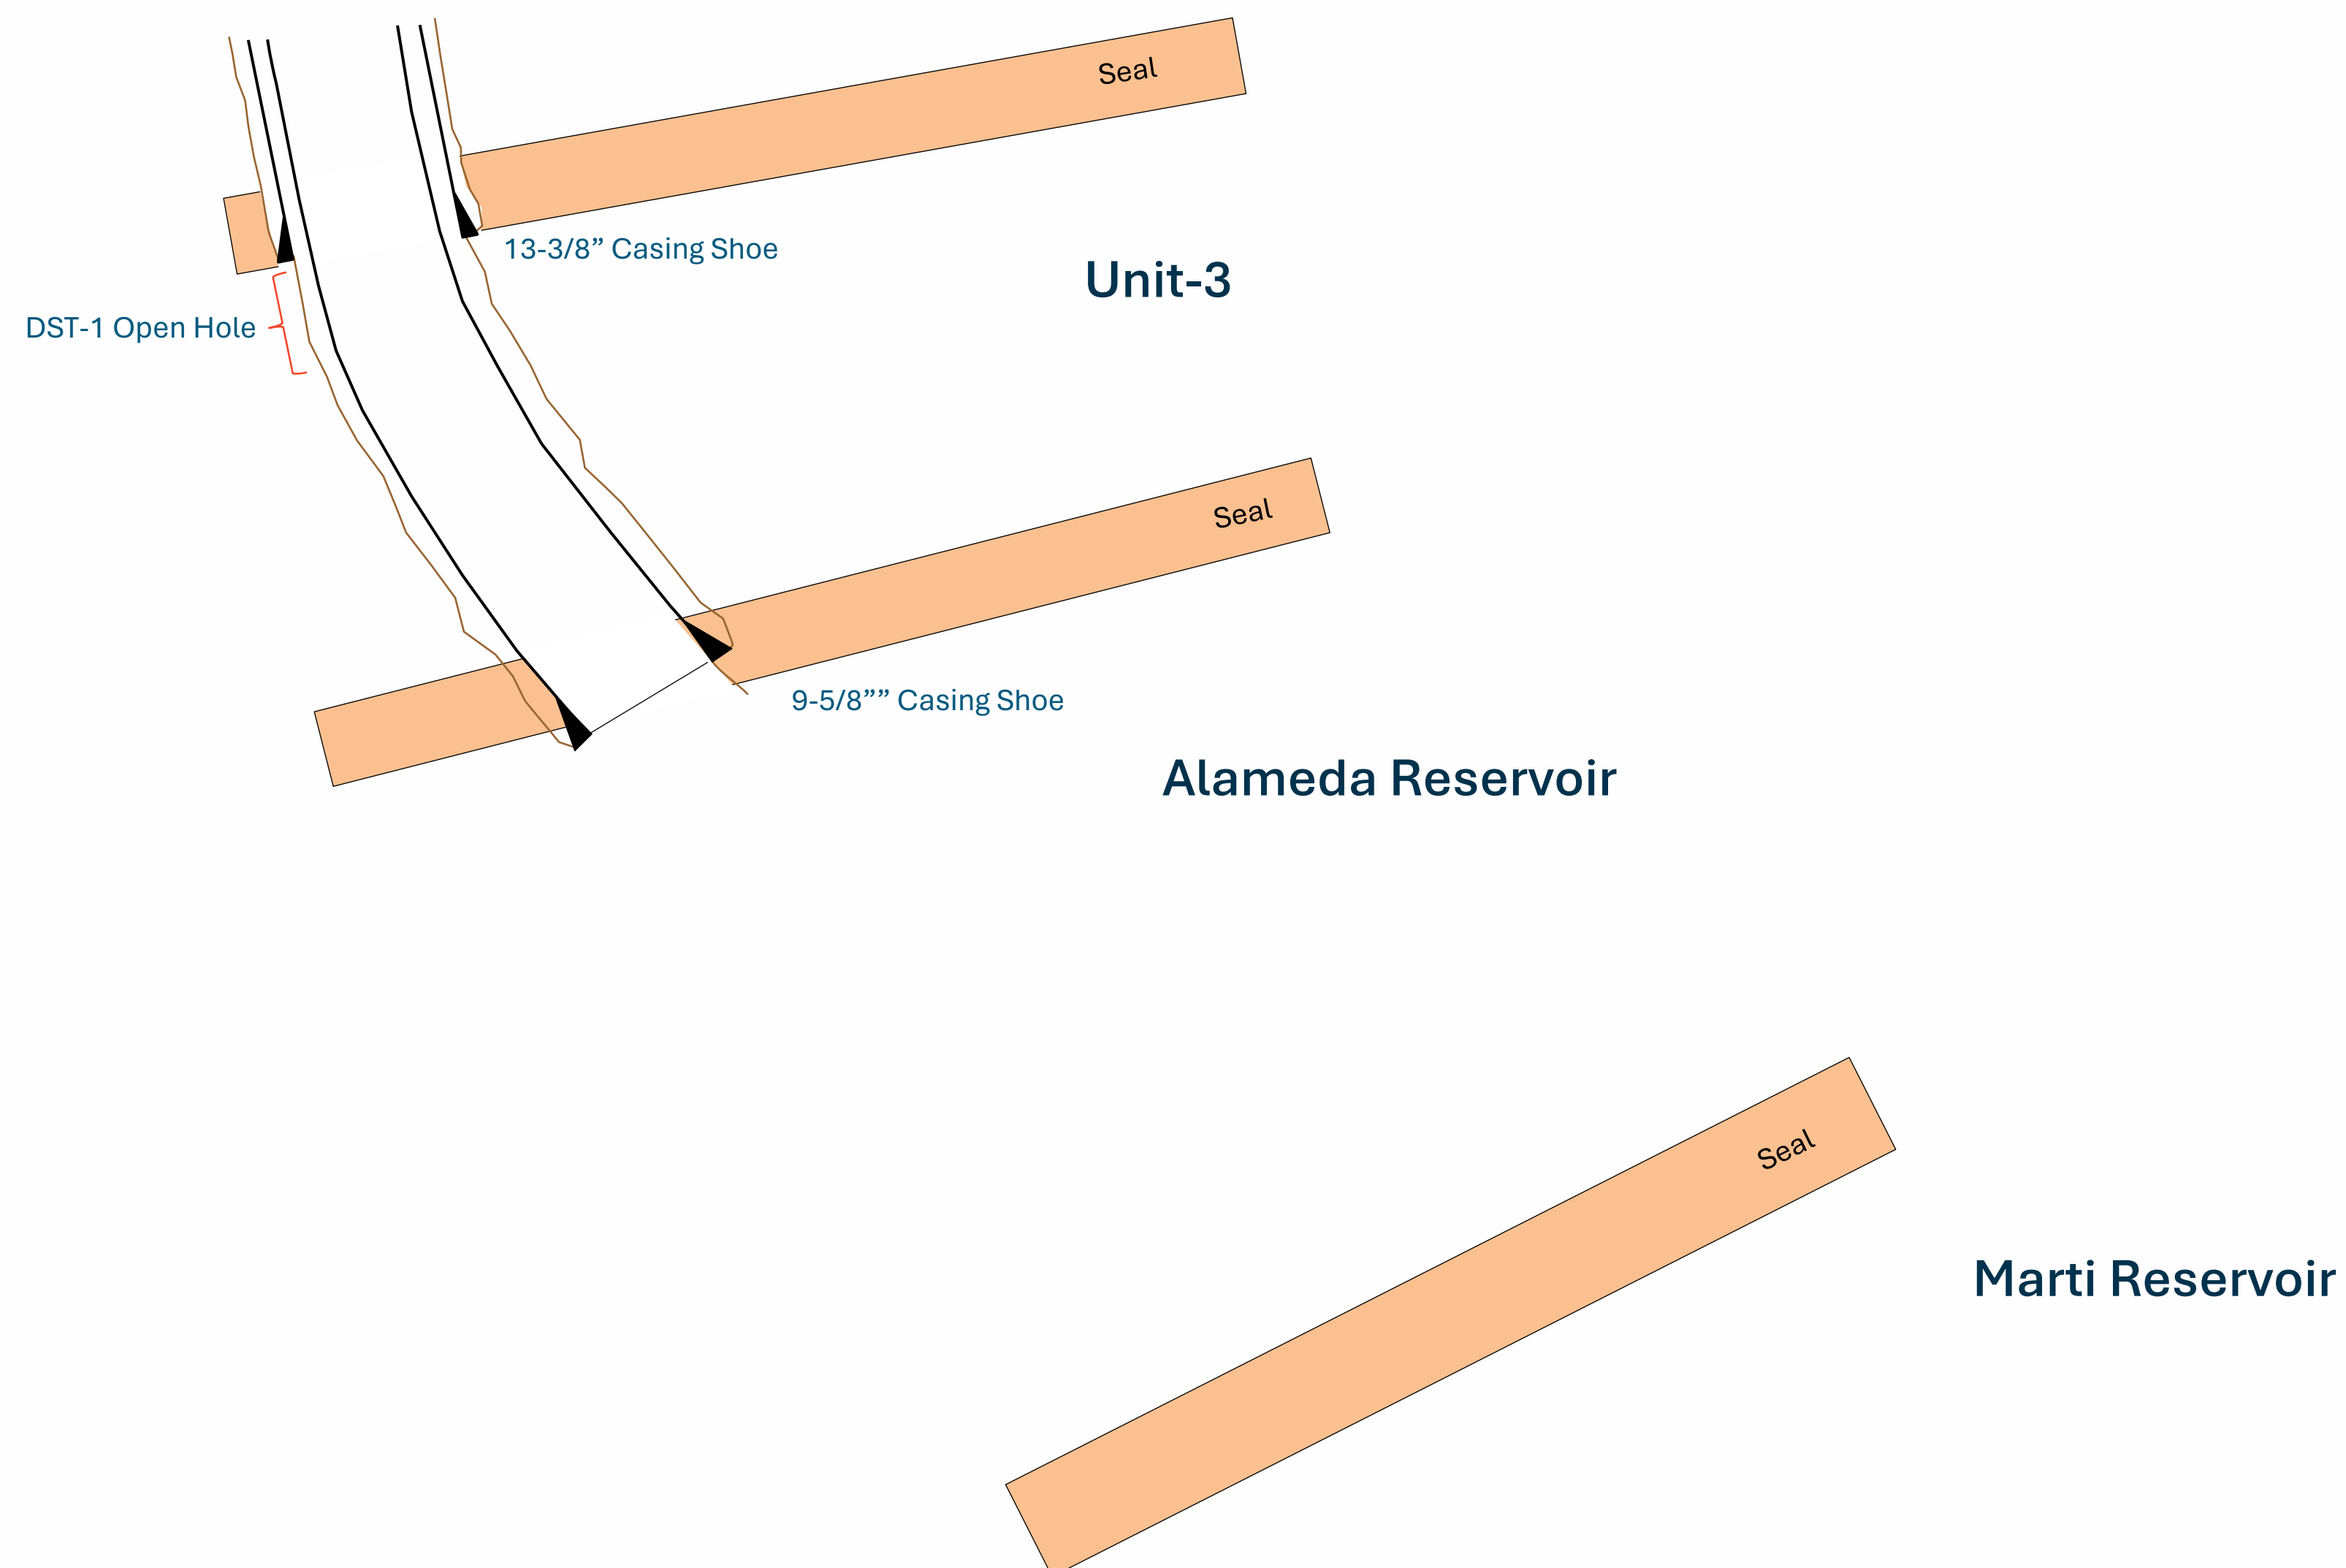 Seal
13-3/8” Casing Shoe
Unit-3
DST-1 Open Hole
Seal
9-5/8”” Casing Shoe
Alameda Reservoir
Seal
Marti Reservoir